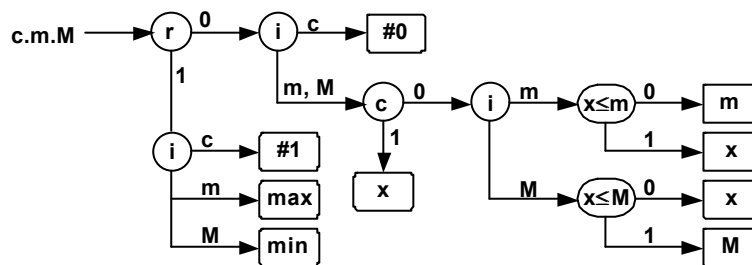 c.m.M r 0 i c #0
1 m, M c 0 i m x≤m 0 m
1 x
i c #1 1
m max x M x≤M 0 x
M min 1 M